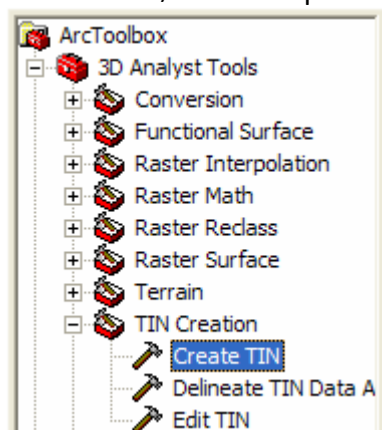 ArcToolbox
3D Analyst Tools
Conversion
Functional Surface
Raster Interpolation
Raster Math
Raster Reclass
Raster Surface
Terrain
TIN Creation
Create TIN
Delineate TIN Data A
Edit TIN